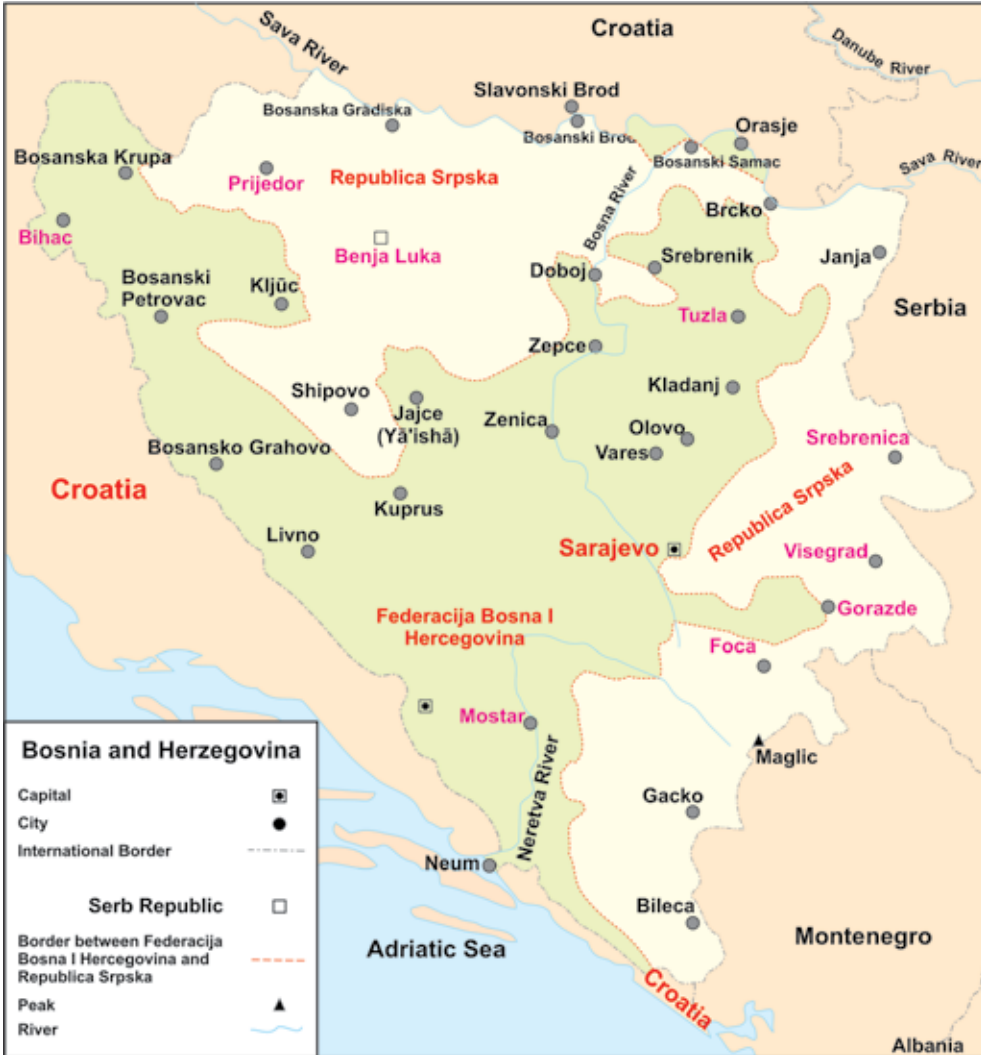 Croatia
Sava River
Danube River
Slavonski Brod
Bosanska Gradiska
Bosanski Brod
Orasje
Bosanska Krupa
Bosanski Samac
Sava River
Prijedor
Republica Srpska
Bosna River
Brcko
Bihac
Benja Luka
Srebrenik
Janja
Doboj
Bosanski
Petrovac
Kljūc
Tuzla
Serbia
Zepce
Shipovo
Kladanj
Jajce
(Yā'ishā)
Zenica
Olovo
Srebrenica
Bosansko Grahovo
Vares
Croatia
Kuprus
Republica Srpska
Livno
Sarajevo
Visegrad
Federacija Bosna I
Hercegovina
Gorazde
Foca
Mostar
Neretva River
Maglic
Gacko
Neum
Bileca
Adriatic Sea
Montenegro
Croatia
Albania
Bosnia and Herzegovina
Capital
City
International Border
Serb Republic
Border between Federacija
Bosna I Hercegovina and
Republica Srpska
Peak
River